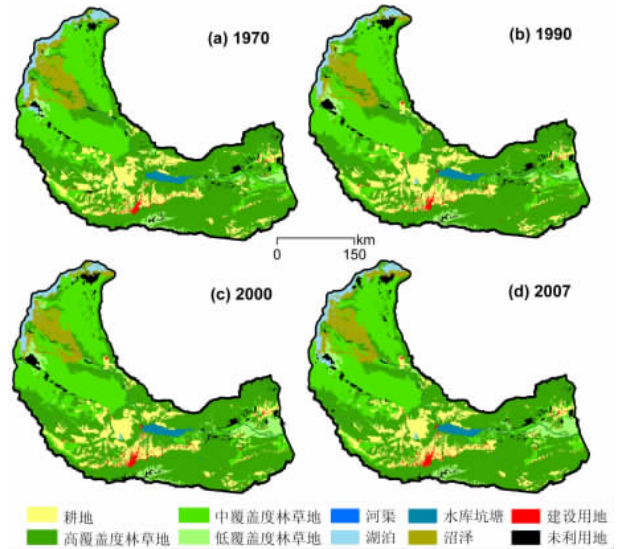 (a) 1970
(b) 1990
km
0 150
(c) 2000
(d) 2007
耕地 中覆盖度林草地 河渠 水库坑塘 建设用地
高覆盖度林草地 低覆盖度林草地 湖泊 沼泽 未利用地